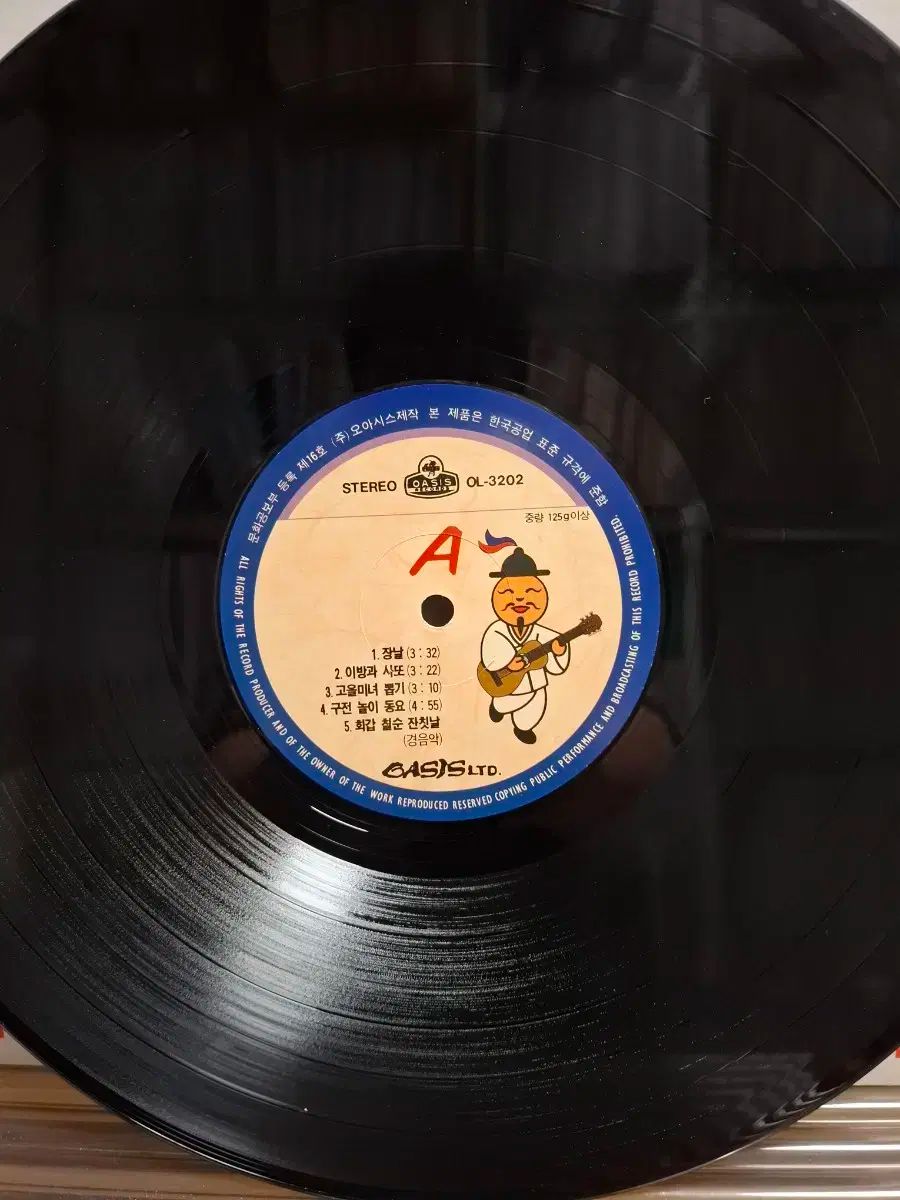 문화공보부 등록 제16호 (주)오아시스제작 본 제품은 한국공업 표준 규격에 준함
STEREO OASIS RECORDS OL-3202
중량 125g이상
A
1. 장날 (3 : 32)
2. 이방과 사또 (3 : 22)
3. 고을미녀 뽑기 (3 : 10)
4. 구전 놀이 동요 (4 : 55)
5. 회갑 칠순 잔칫날
(경음악)
OASIS LTD.
ALL RIGHTS OF THE RECORD PRODUCER AND OF THE OWNER OF THE WORK REPRODUCED RESERVED COPYING PUBLIC PERFORMANCE AND BROADCASTING OF THIS RECORD PROHIBITED.